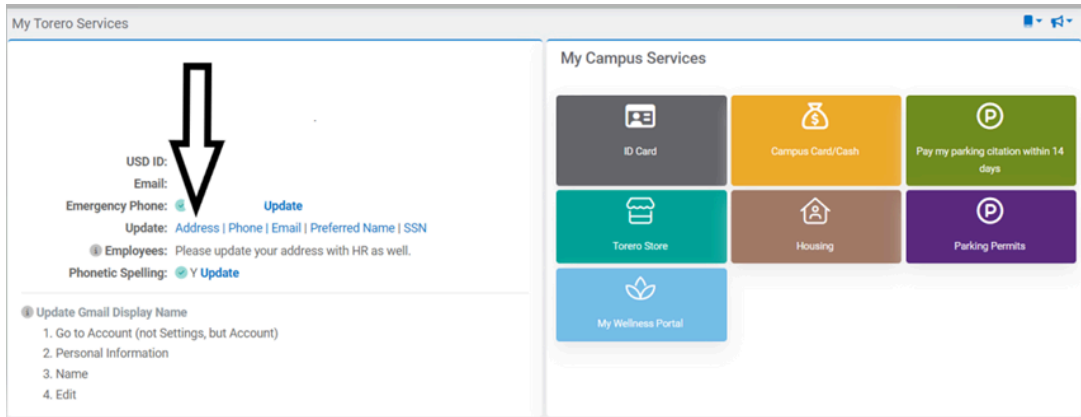 My Torero Services
USD ID:
Email:
Emergency Phone: Update
Update: Address | Phone | Email | Preferred Name | SSN
Employees: Please update your address with HR as well.
Phonetic Spelling: Y Update
Update Gmail Display Name
1. Go to Account (not Settings, but Account)
2. Personal Information
3. Name
4. Edit
My Campus Services
ID Card
Campus Card/Cash
Pay my parking citation within 14
days
Torero Store
Housing
Parking Permits
My Wellness Portal